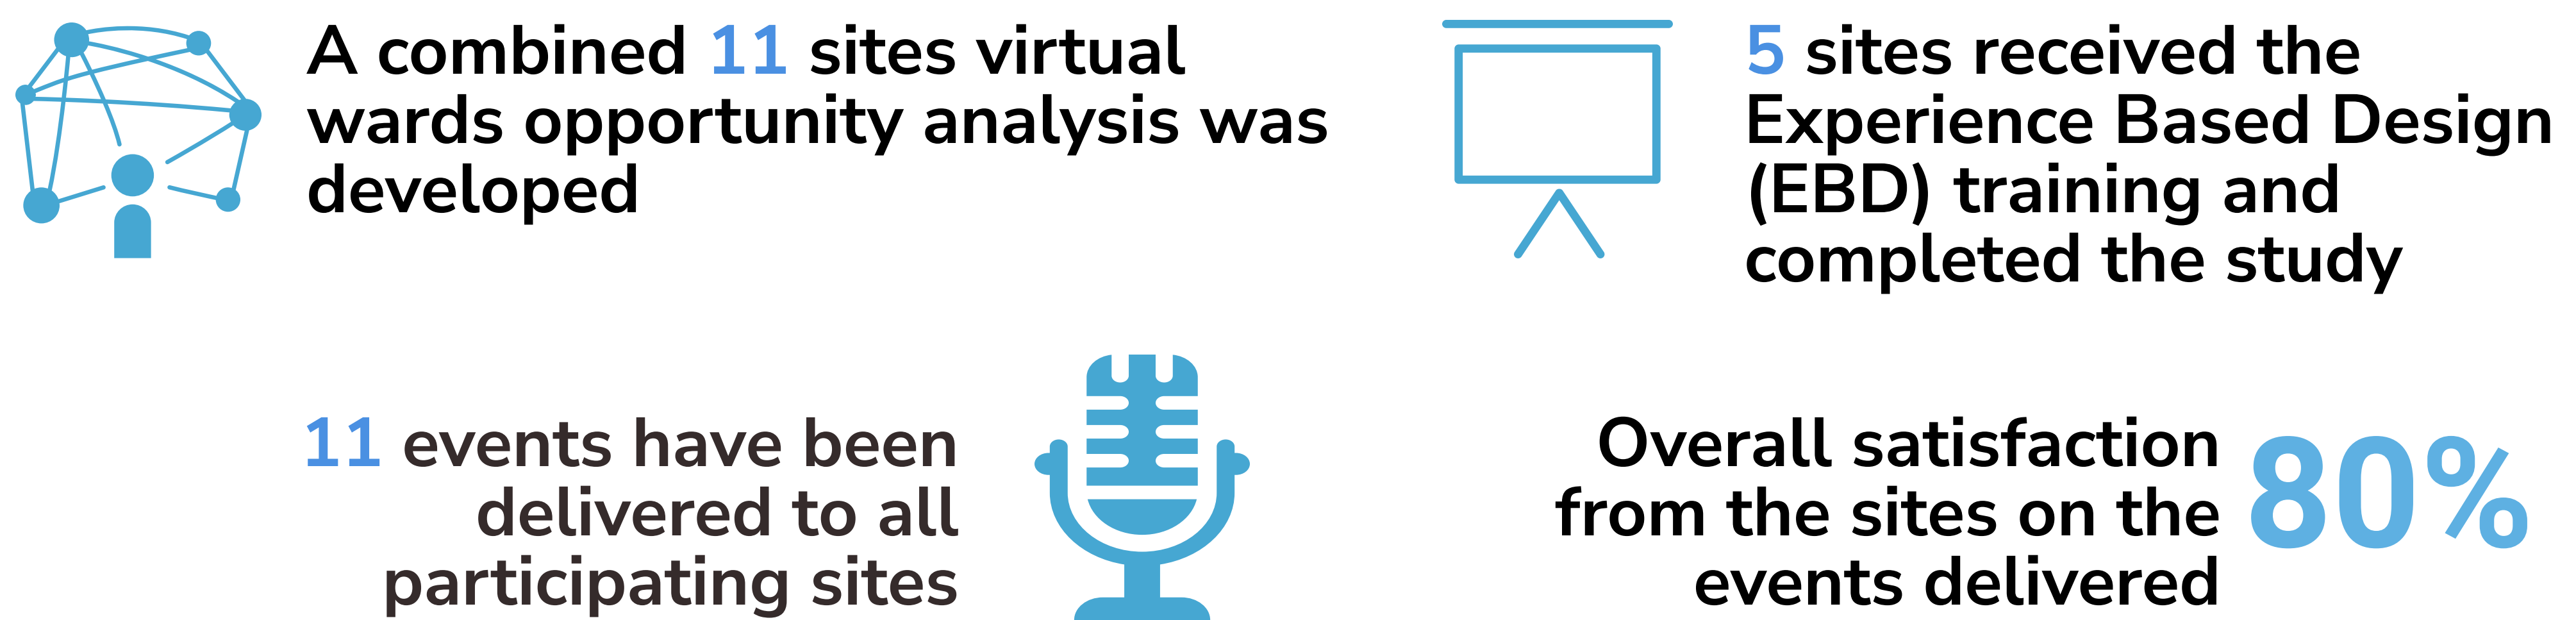 A combined 11 sites virtual
wards opportunity analysis was
developed
5 sites received the
Experience Based Design
(EBD) training and
completed the study
11 events have been
delivered to all
participating sites
Overall satisfaction
from the sites on the
events delivered
80%